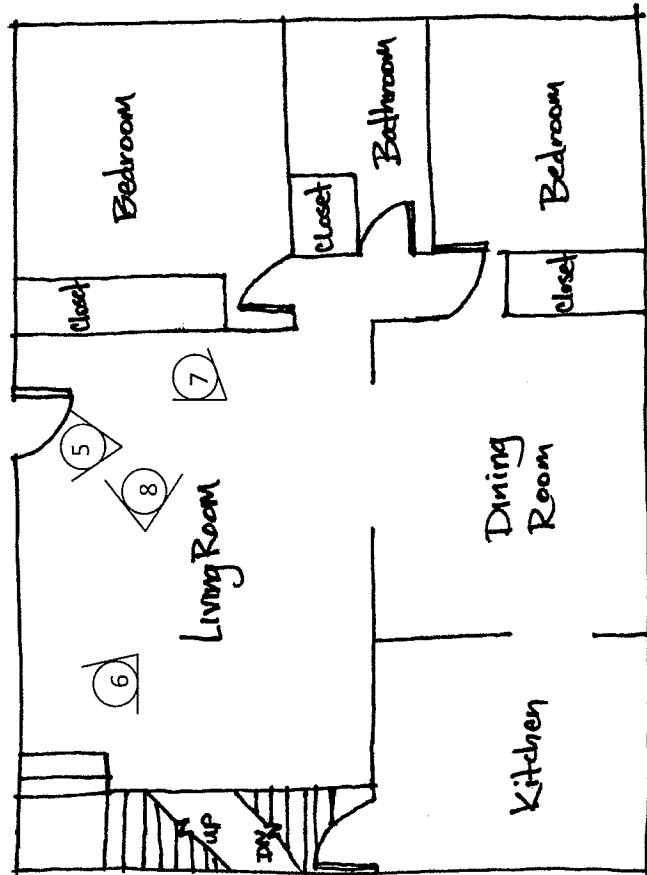 Bedroom
Bathroom
Bedroom
Closet
Closet
Closet
7
5
8
Living Room
Dining
Room
6
UP
DN
Kitchen